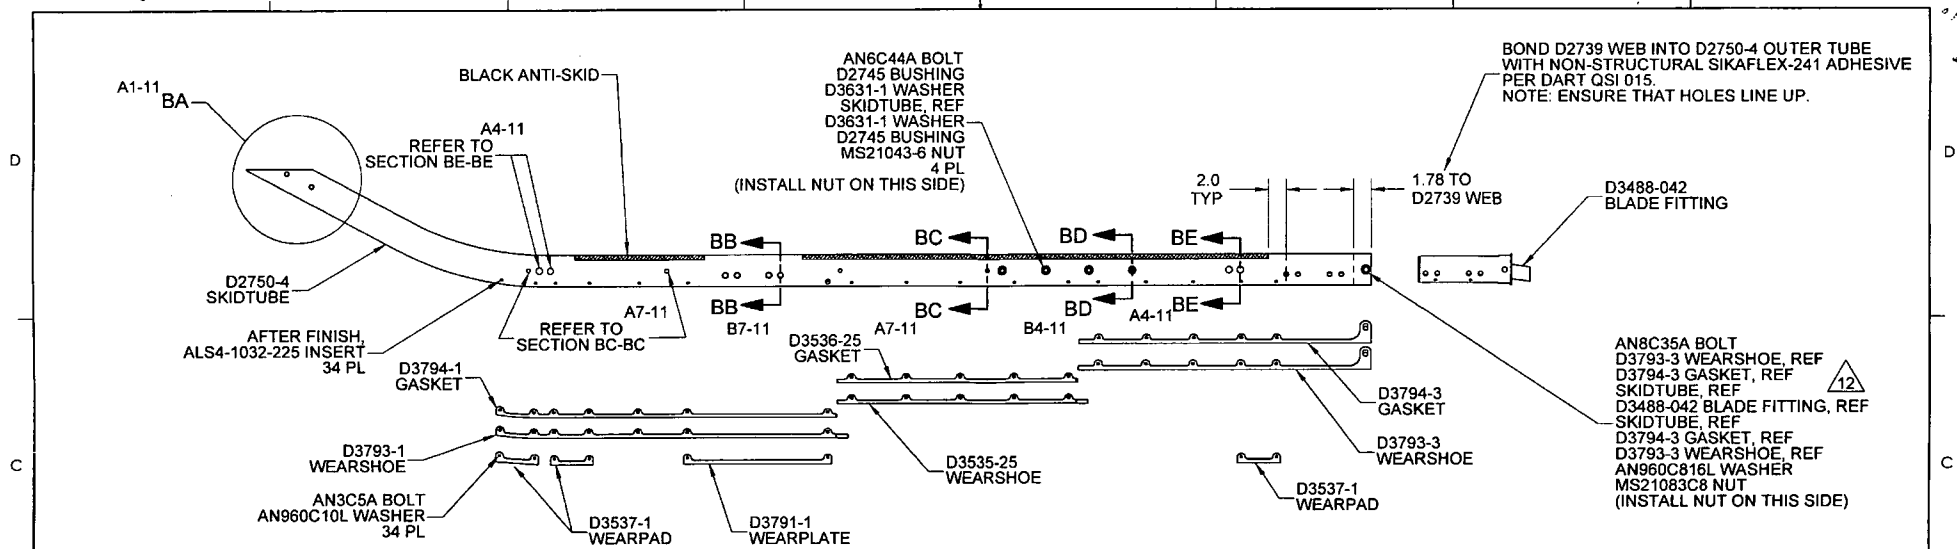 BOND D2739 WEB INTO D2750-4 OUTER TUBE
WITH NON-STRUCTURAL SIKAFLEX-241 ADHESIVE
PER DART QSI 015.
NOTE: ENSURE THAT HOLES LINE UP.
AN6C44A BOLT
D2745 BUSHING
D3631-1 WASHER
SKIDTUBE, REF
D3631-1 WASHER
D2745 BUSHING
MS21043-6 NUT
4 PL
(INSTALL NUT ON THIS SIDE)
BLACK ANTI-SKID
A1-11
BA
A4-11
REFER TO
SECTION BE-BE
D
D
2.0
TYP
1.78 TO
D2739 WEB
D3488-042
BLADE FITTING
BB
BC
BD
BE
D2750-4
SKIDTUBE
BB
BC
BD
BE
A7-11
B7-11
A7-11
B4-11
A4-11
REFER TO
SECTION BC-BC
AFTER FINISH,
ALS4-1032-225 INSERT
34 PL
D3536-25
GASKET
D3794-1
GASKET
D3794-3
GASKET
AN8C35A BOLT
D3793-3 WEARSHOE, REF
D3794-3 GASKET, REF
SKIDTUBE, REF
D3488-042 BLADE FITTING, REF
SKIDTUBE, REF
D3794-3 GASKET, REF
D3793-3 WEARSHOE, REF
AN960C816L WASHER
MS21083C8 NUT
(INSTALL NUT ON THIS SIDE)
12
D3793-1
WEARSHOE
D3535-25
WEARSHOE
D3793-3
WEARSHOE
C
C
AN3C5A BOLT
AN960C10L WASHER
34 PL
D3537-1
WEARPAD
D3791-1
WEARPLATE
D3537-1
WEARPAD